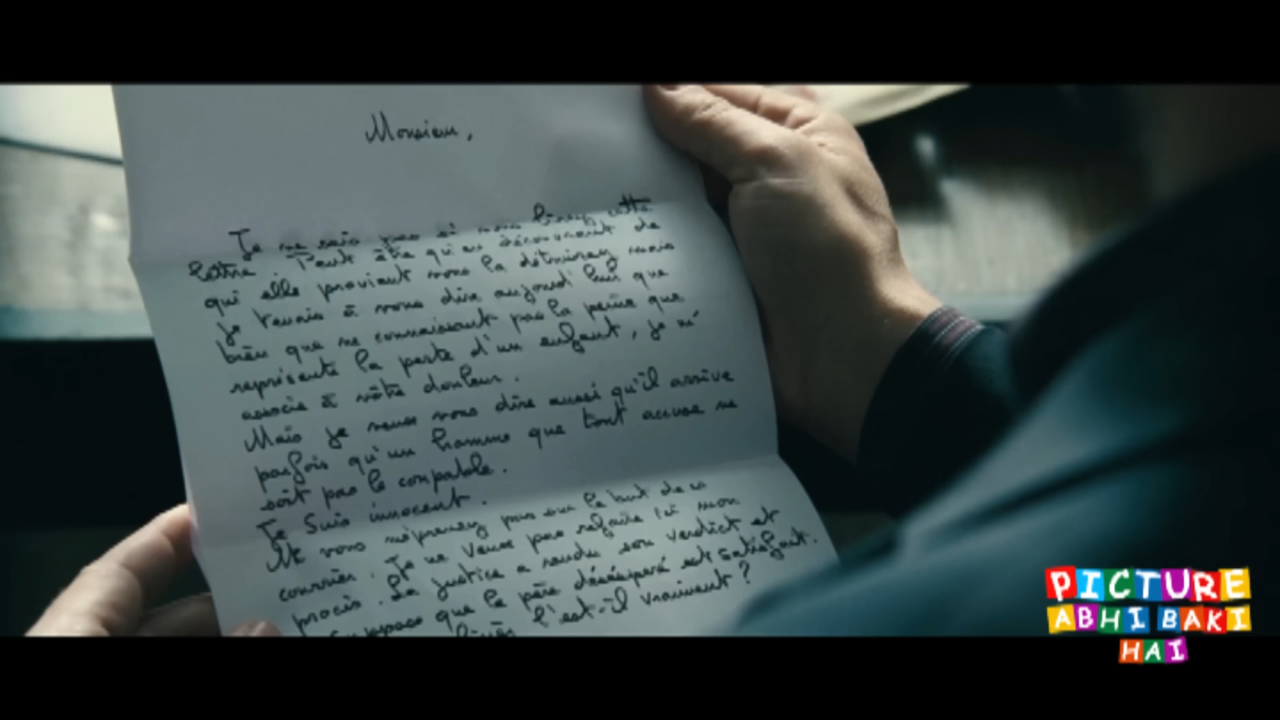 Monsieur,
Je ne sais pas si vous lirez cette
lettre. Peut être qu'en découvrant de
qui elle provient vous la détruirez mais
je tenais à vous dire aujourd'hui que
bien que ne connaissant pas la peine que
représente la perte d'un enfant, je m'
associe à vôtre douleur.
Mais je veux vous dire aussi qu'il arrive
parfois qu'un homme que tout accuse ne
soit pas le coupable.
Je Suis innocent.
Ne vous méprenez pas sur le but de ce
courrier. Je ne veux pas refaire ici mon
procès. La justice a rendu son verdict et
suppose que le père désespéré est satisfait.
l'est-il vraiment ?
PICTURE
ABHI BAKI
HAI